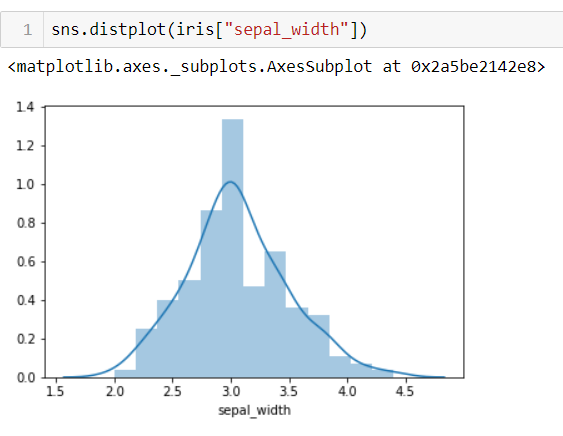 1 sns.distplot(iris["sepal_width"])
<matplotlib.axes._subplots.AxesSubplot at 0x2a5be2142e8>
1.4
1.2
1.0
0.8
0.6
0.4
0.2
0.0
1.5 2.0 2.5 3.0 3.5 4.0 4.5
sepal_width